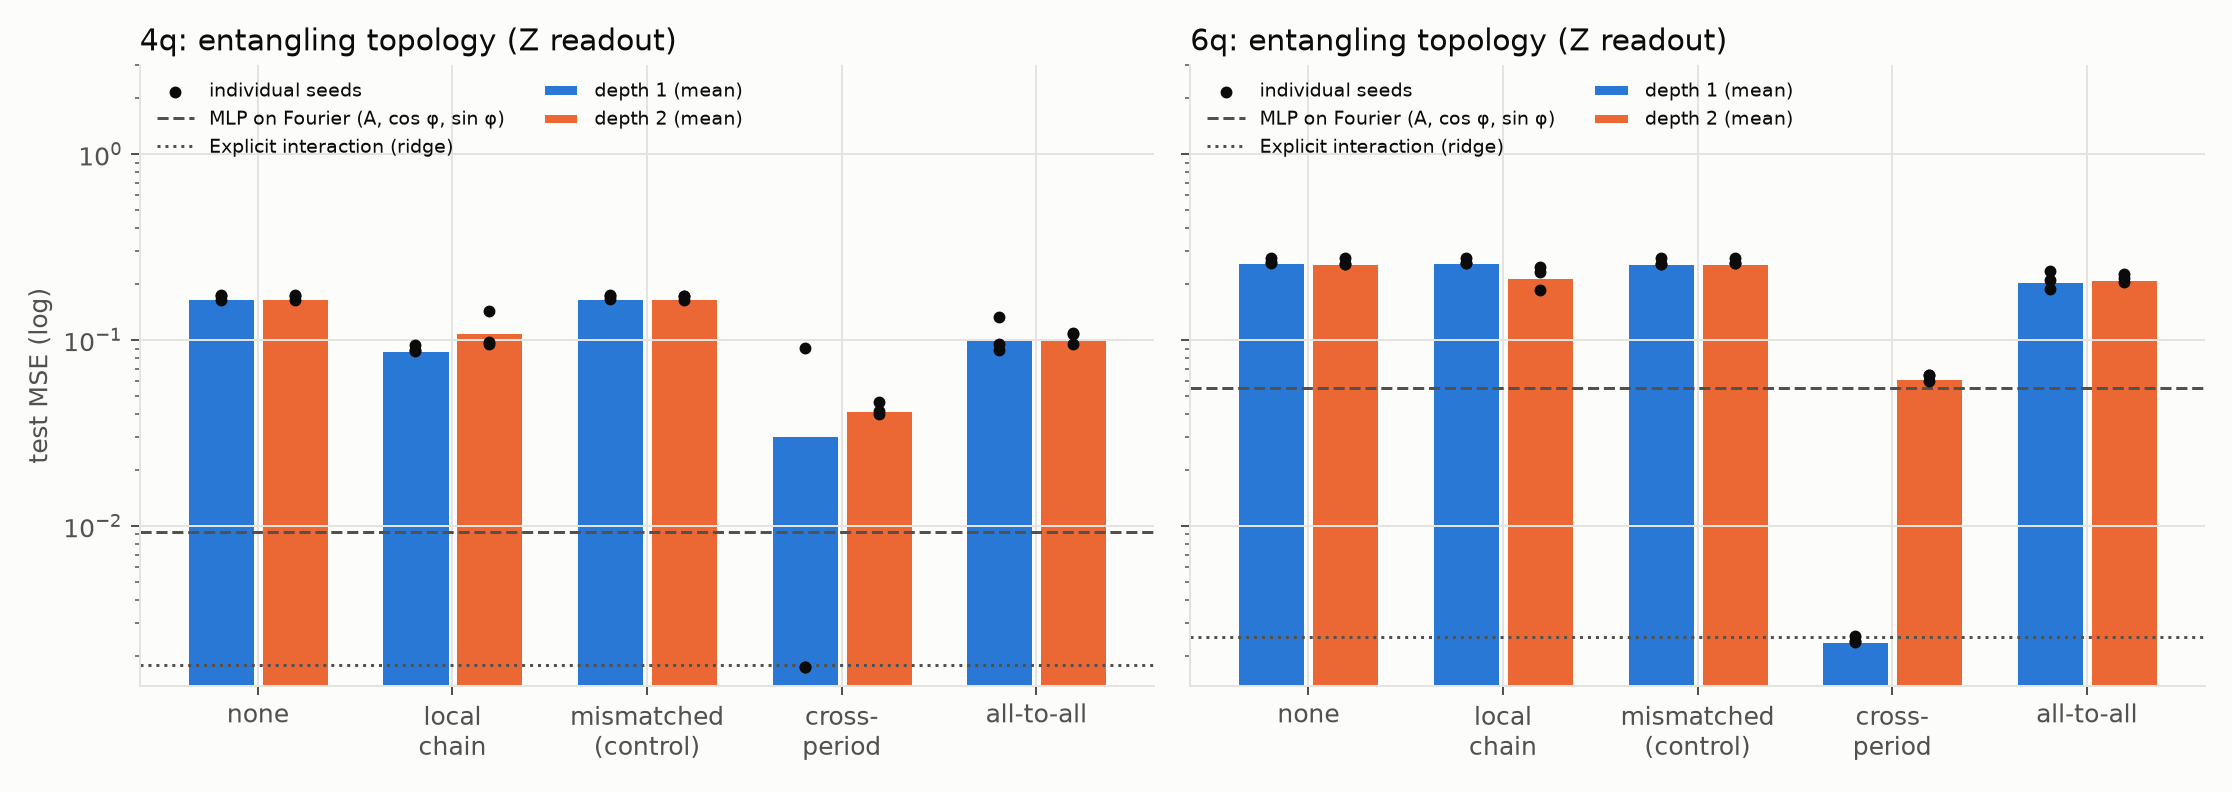 4q: entangling topology (Z readout)
individual seeds
MLP on Fourier (A, cos φ, sin φ)
Explicit interaction (ridge)
depth 1 (mean)
depth 2 (mean)
test MSE (log)
10⁰
10⁻¹
10⁻²
none
local
chain
mismatched
(control)
cross-
period
all-to-all
6q: entangling topology (Z readout)
individual seeds
MLP on Fourier (A, cos φ, sin φ)
Explicit interaction (ridge)
depth 1 (mean)
depth 2 (mean)
none
local
chain
mismatched
(control)
cross-
period
all-to-all